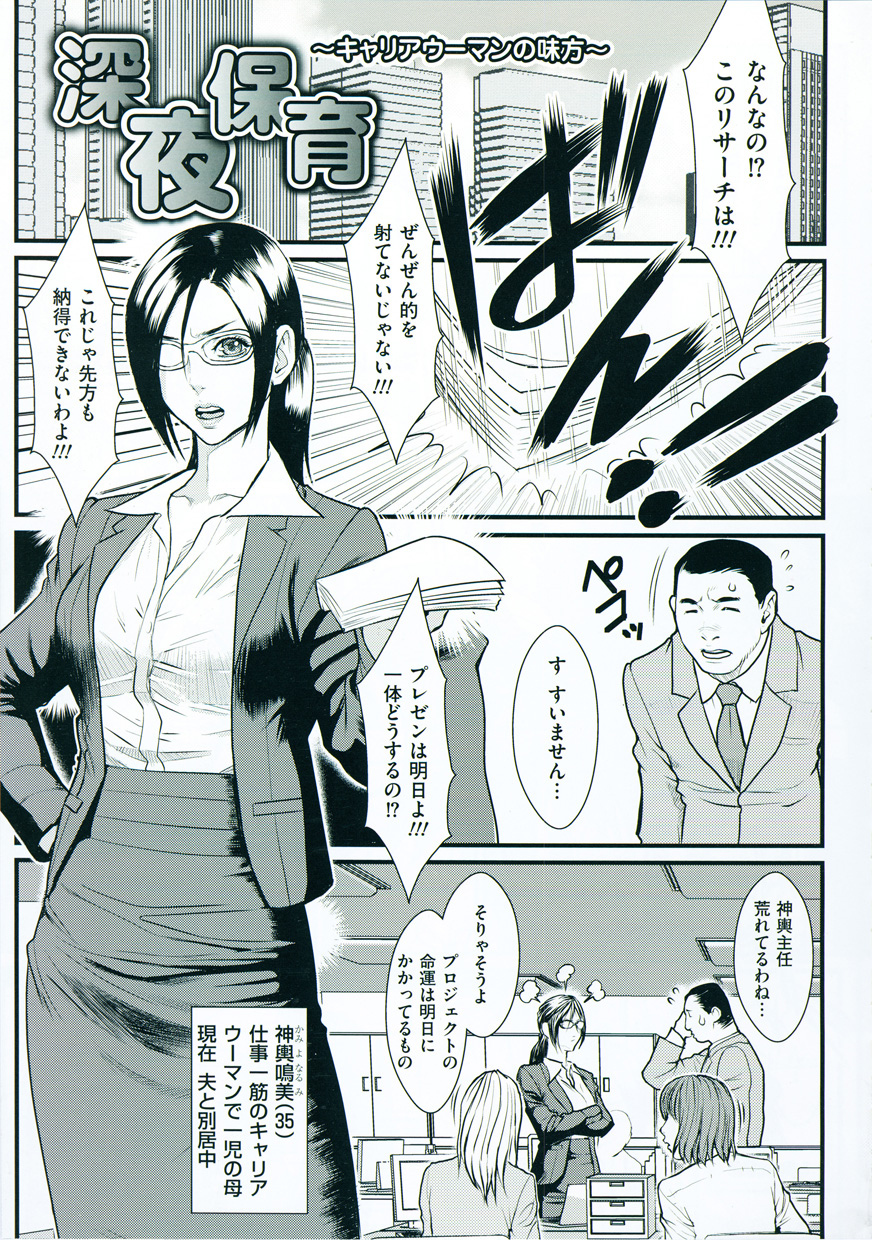 深夜保育
～キャリアウーマンの味方～
なんなの!?
このリサーチは!!!
ばん!!
ぜんぜん的を
射てないじゃない!!!
これじゃ先方も
納得できないわよ!!!
ペコッ
す すいません…
プレゼンは明日よ!!!
一体どうするの!?
神輿主任
荒れてるわね…
そりゃそうよ
プロジェクトの
命運は明日に
かかってるもの
かみよなるみ
神輿鳴美(35)
仕事一筋のキャリア
ウーマンで一児の母
現在 夫と別居中